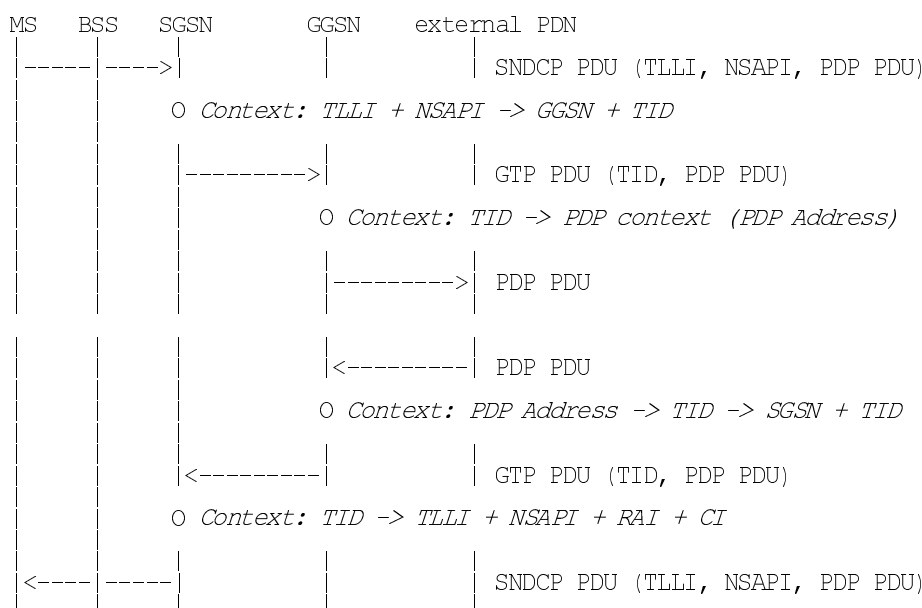 MS BSS SGSN GGSN external PDN
SNDCP PDU (TLLI, NSAPI, PDP PDU)
O Context: TLLI + NSAPI -> GGSN + TID
GTP PDU (TID, PDP PDU)
O Context: TID -> PDP context (PDP Address)
PDP PDU
PDP PDU
O Context: PDP Address -> TID -> SGSN + TID
GTP PDU (TID, PDP PDU)
O Context: TID -> TLLI + NSAPI + RAI + CI
SNDCP PDU (TLLI, NSAPI, PDP PDU)